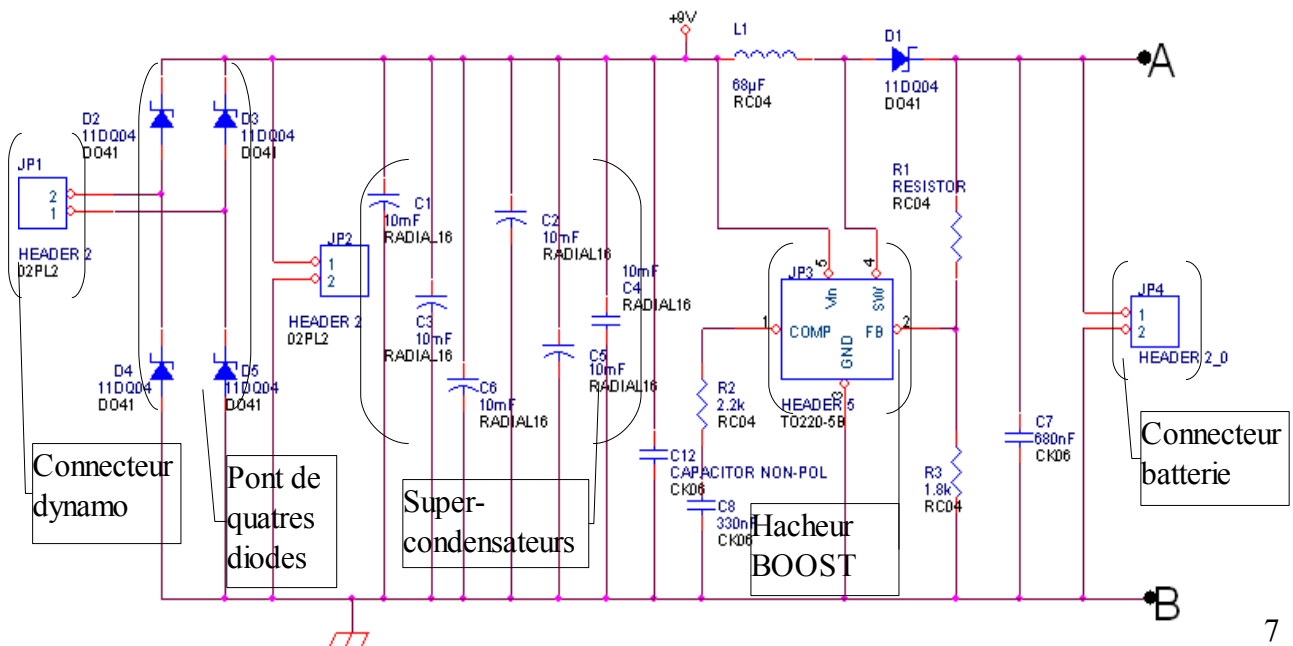 +9V
L1
68µF
RC04
D1
11DQ04
DO41
A
D2
11DQ04
DO41
D3
11DQ04
DO41
JP1
2
1
HEADER 2
02PL2
R1
RESISTOR
RC04
C1
10mF
RADIAL16
C2
10mF
RADIAL16
JP2
1
2
HEADER 2
02PL2
10mF
C4
RADIAL16
C3
10mF
RADIAL16
JP3
5
4
Vin
SW
1
COMP
FB
2
GND
3
HEADER 5
TO220-5B
JP4
1
2
HEADER 2_0
D4
11DQ04
DO41
D5
11DQ04
DO41
C5
10mF
RADIAL16
C6
10mF
RADIAL16
R2
2.2k
RC04
C7
680nF
CK06
C12
CAPACITOR NON-POL
CK06
R3
1.8k
RC04
C8
330nF
CK06
Connecteur
dynamo
Pont de
quatres
diodes
Super-
condensateurs
Hacheur
BOOST
Connecteur
batterie
B
7